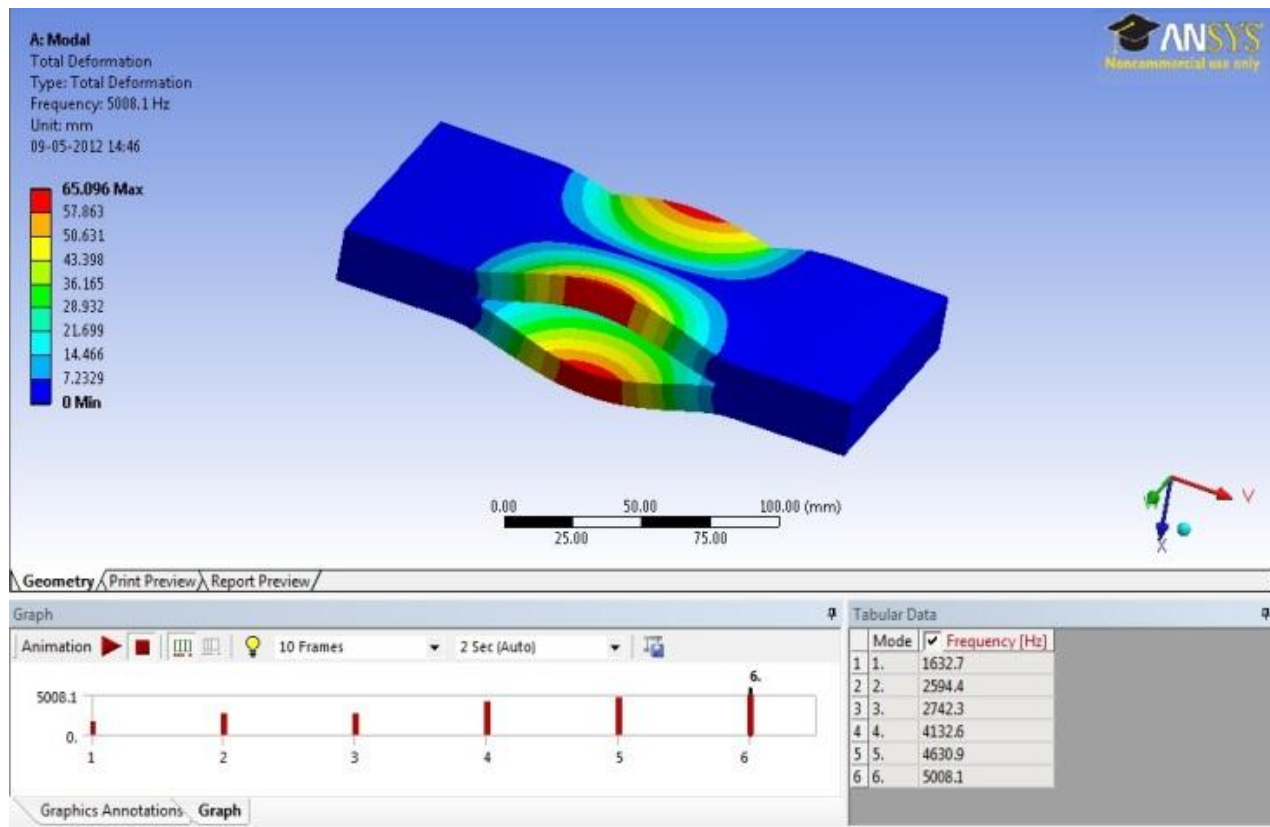 A: Modal
Total Deformation
Type: Total Deformation
Frequency: 5008.1 Hz
Unit: mm
09-05-2012 14:46
ANSYS
Noncommercial use only
65.096 Max
57.863
50.631
43.398
36.165
28.932
21.699
14.466
7.2329
0 Min
0.00 50.00 100.00 (mm)
25.00 75.00
Y
X
Geometry Print Preview Report Preview
Graph
Animation 10 Frames 2 Sec (Auto)
6.
5008.1
0.
1 2 3 4 5 6
Graphics Annotations Graph
Tabular Data
Mode Frequency [Hz]
1 1. 1632.7
2 2. 2594.4
3 3. 2742.3
4 4. 4132.6
5 5. 4630.9
6 6. 5008.1